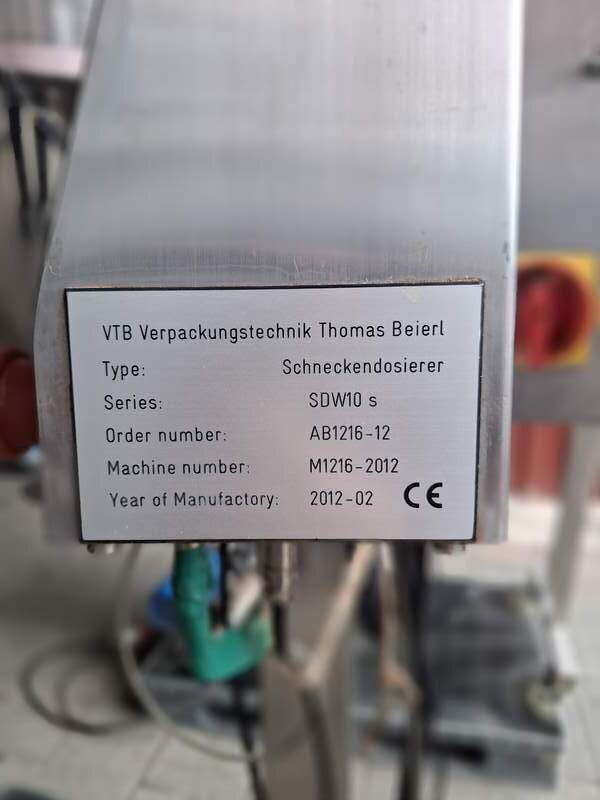 VTB Verpackungstechnik Thomas Beierl
Type: Schneckendosierer
Series: SDW10 s
Order number: AB1216-12
Machine number: M1216-2012
Year of Manufactory: 2012-02 CE